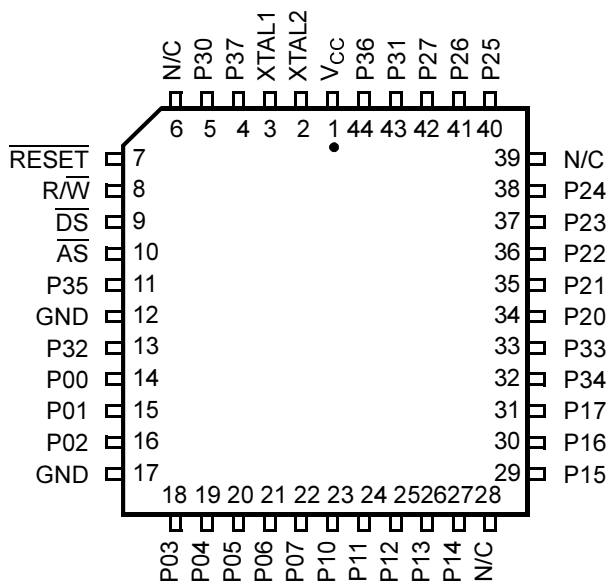 N/C P30 P37 XTAL1 XTAL2 VCC P36 P31 P27 P26 P25
6 5 4 3 2 1 44 43 42 41 40
R̅E̅S̅E̅T̅ 7 39 N/C
R/W̅ 8 38 P24
D̅S̅ 9 37 P23
A̅S̅ 10 36 P22
P35 11 35 P21
GND 12 34 P20
P32 13 33 P33
P00 14 32 P34
P01 15 31 P17
P02 16 30 P16
GND 17 29 P15
18 19 20 21 22 23 24 25 26 27 28
P03 P04 P05 P06 P07 P10 P11 P12 P13 P14 N/C